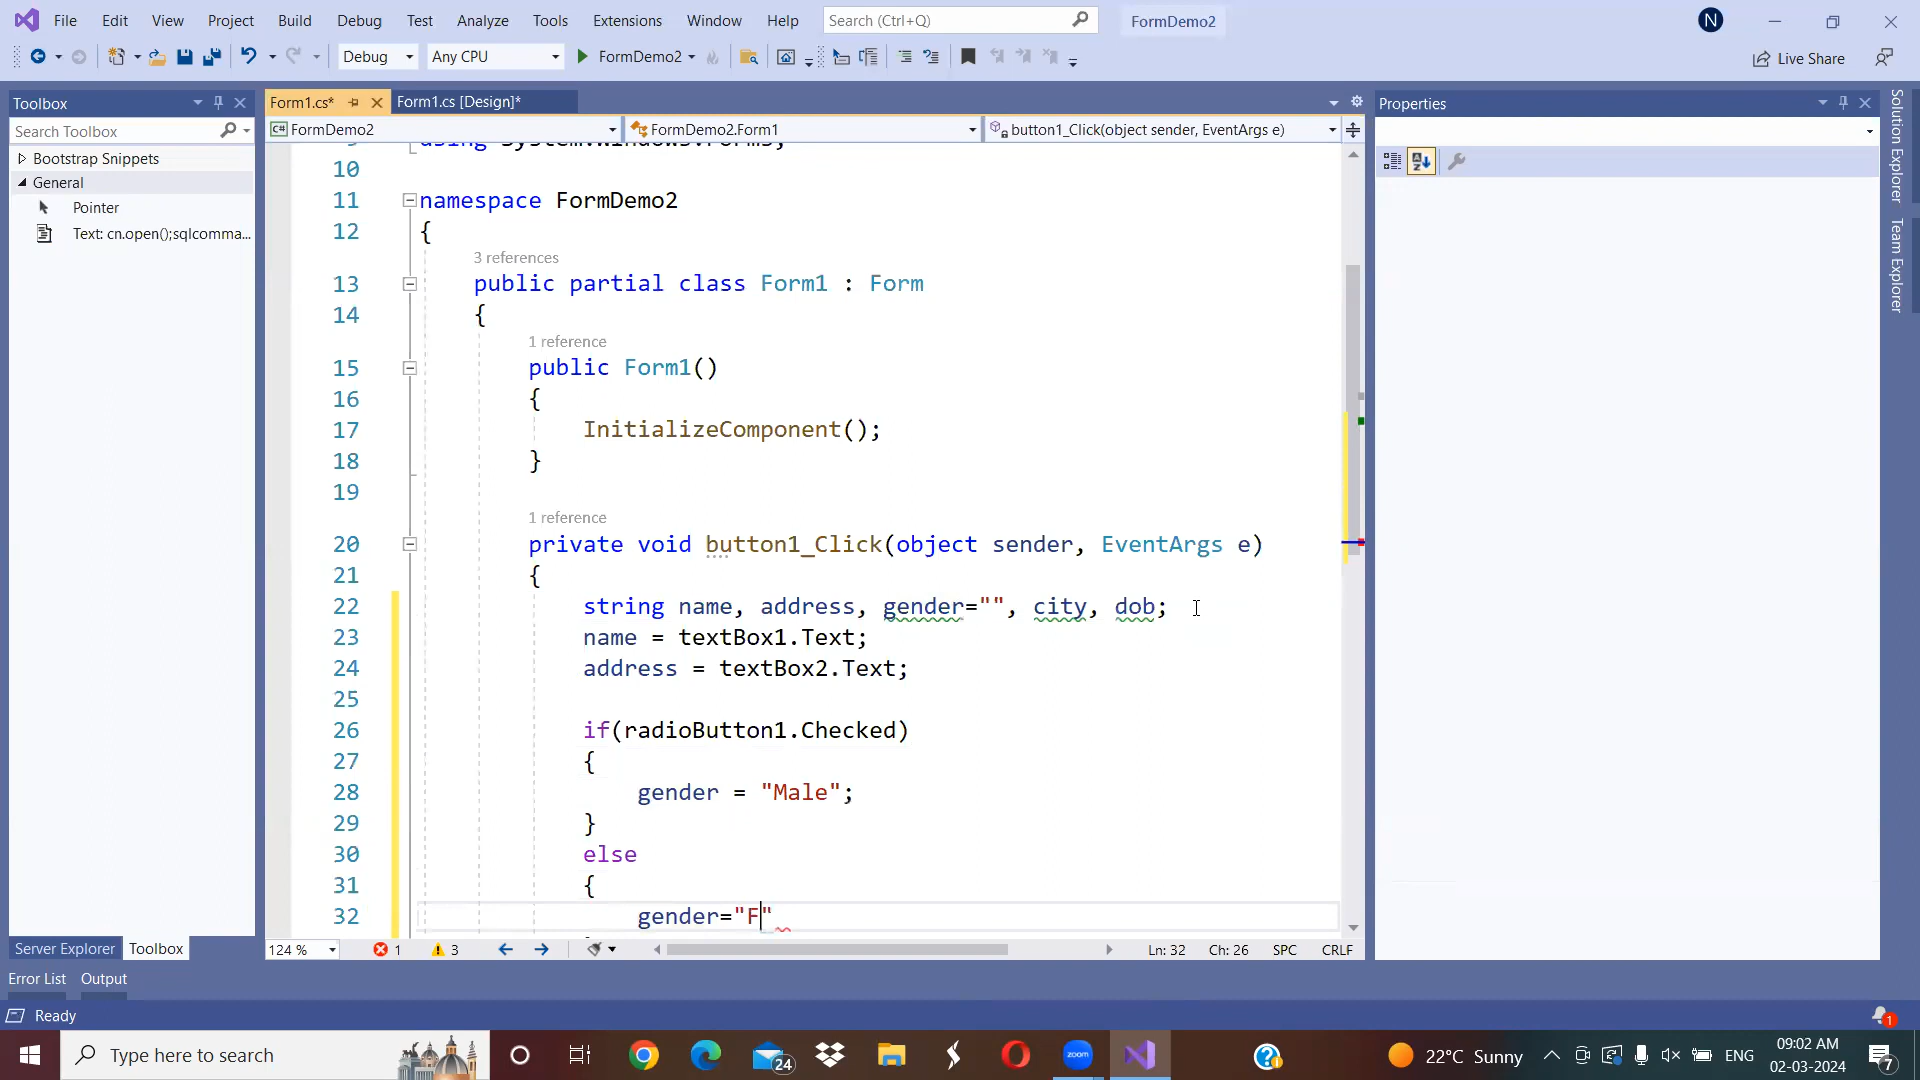 File Edit View Project Build Debug Test Analyze Tools Extensions Window Help Search (Ctrl+Q) FormDemo2 N
Debug Any CPU FormDemo2 Live Share
Toolbox
Search Toolbox
Bootstrap Snippets
General
Pointer
Text: cn.open();sqlcomma...
Server Explorer Toolbox
Form1.cs* Form1.cs [Design]*
C# FormDemo2 FormDemo2.Form1 button1_Click(object sender, EventArgs e)
10
11 namespace FormDemo2
12 {
3 references
13 public partial class Form1 : Form
14 {
1 reference
15 public Form1()
16 {
17 InitializeComponent();
18 }
19
1 reference
20 private void button1_Click(object sender, EventArgs e)
21 {
22 string name, address, gender="", city, dob;
23 name = textBox1.Text;
24 address = textBox2.Text;
25
26 if(radioButton1.Checked)
27 {
28 gender = "Male";
29 }
30 else
31 {
32 gender="F"
124 % 1 3 Ln: 32 Ch: 26 SPC CRLF
Properties
Solution Explorer
Team Explorer
Error List Output
Ready 1
Type here to search 24 zoom 22°C Sunny ENG 09:02 AM
02-03-2024 7